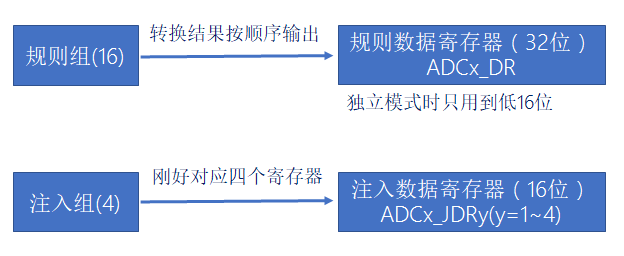 规则组(16)
转换结果按顺序输出
规则数据寄存器（32位）
ADCx_DR
独立模式时只用到低16位
注入组(4)
刚好对应四个寄存器
注入数据寄存器（16位）
ADCx_JDRy(y=1~4)